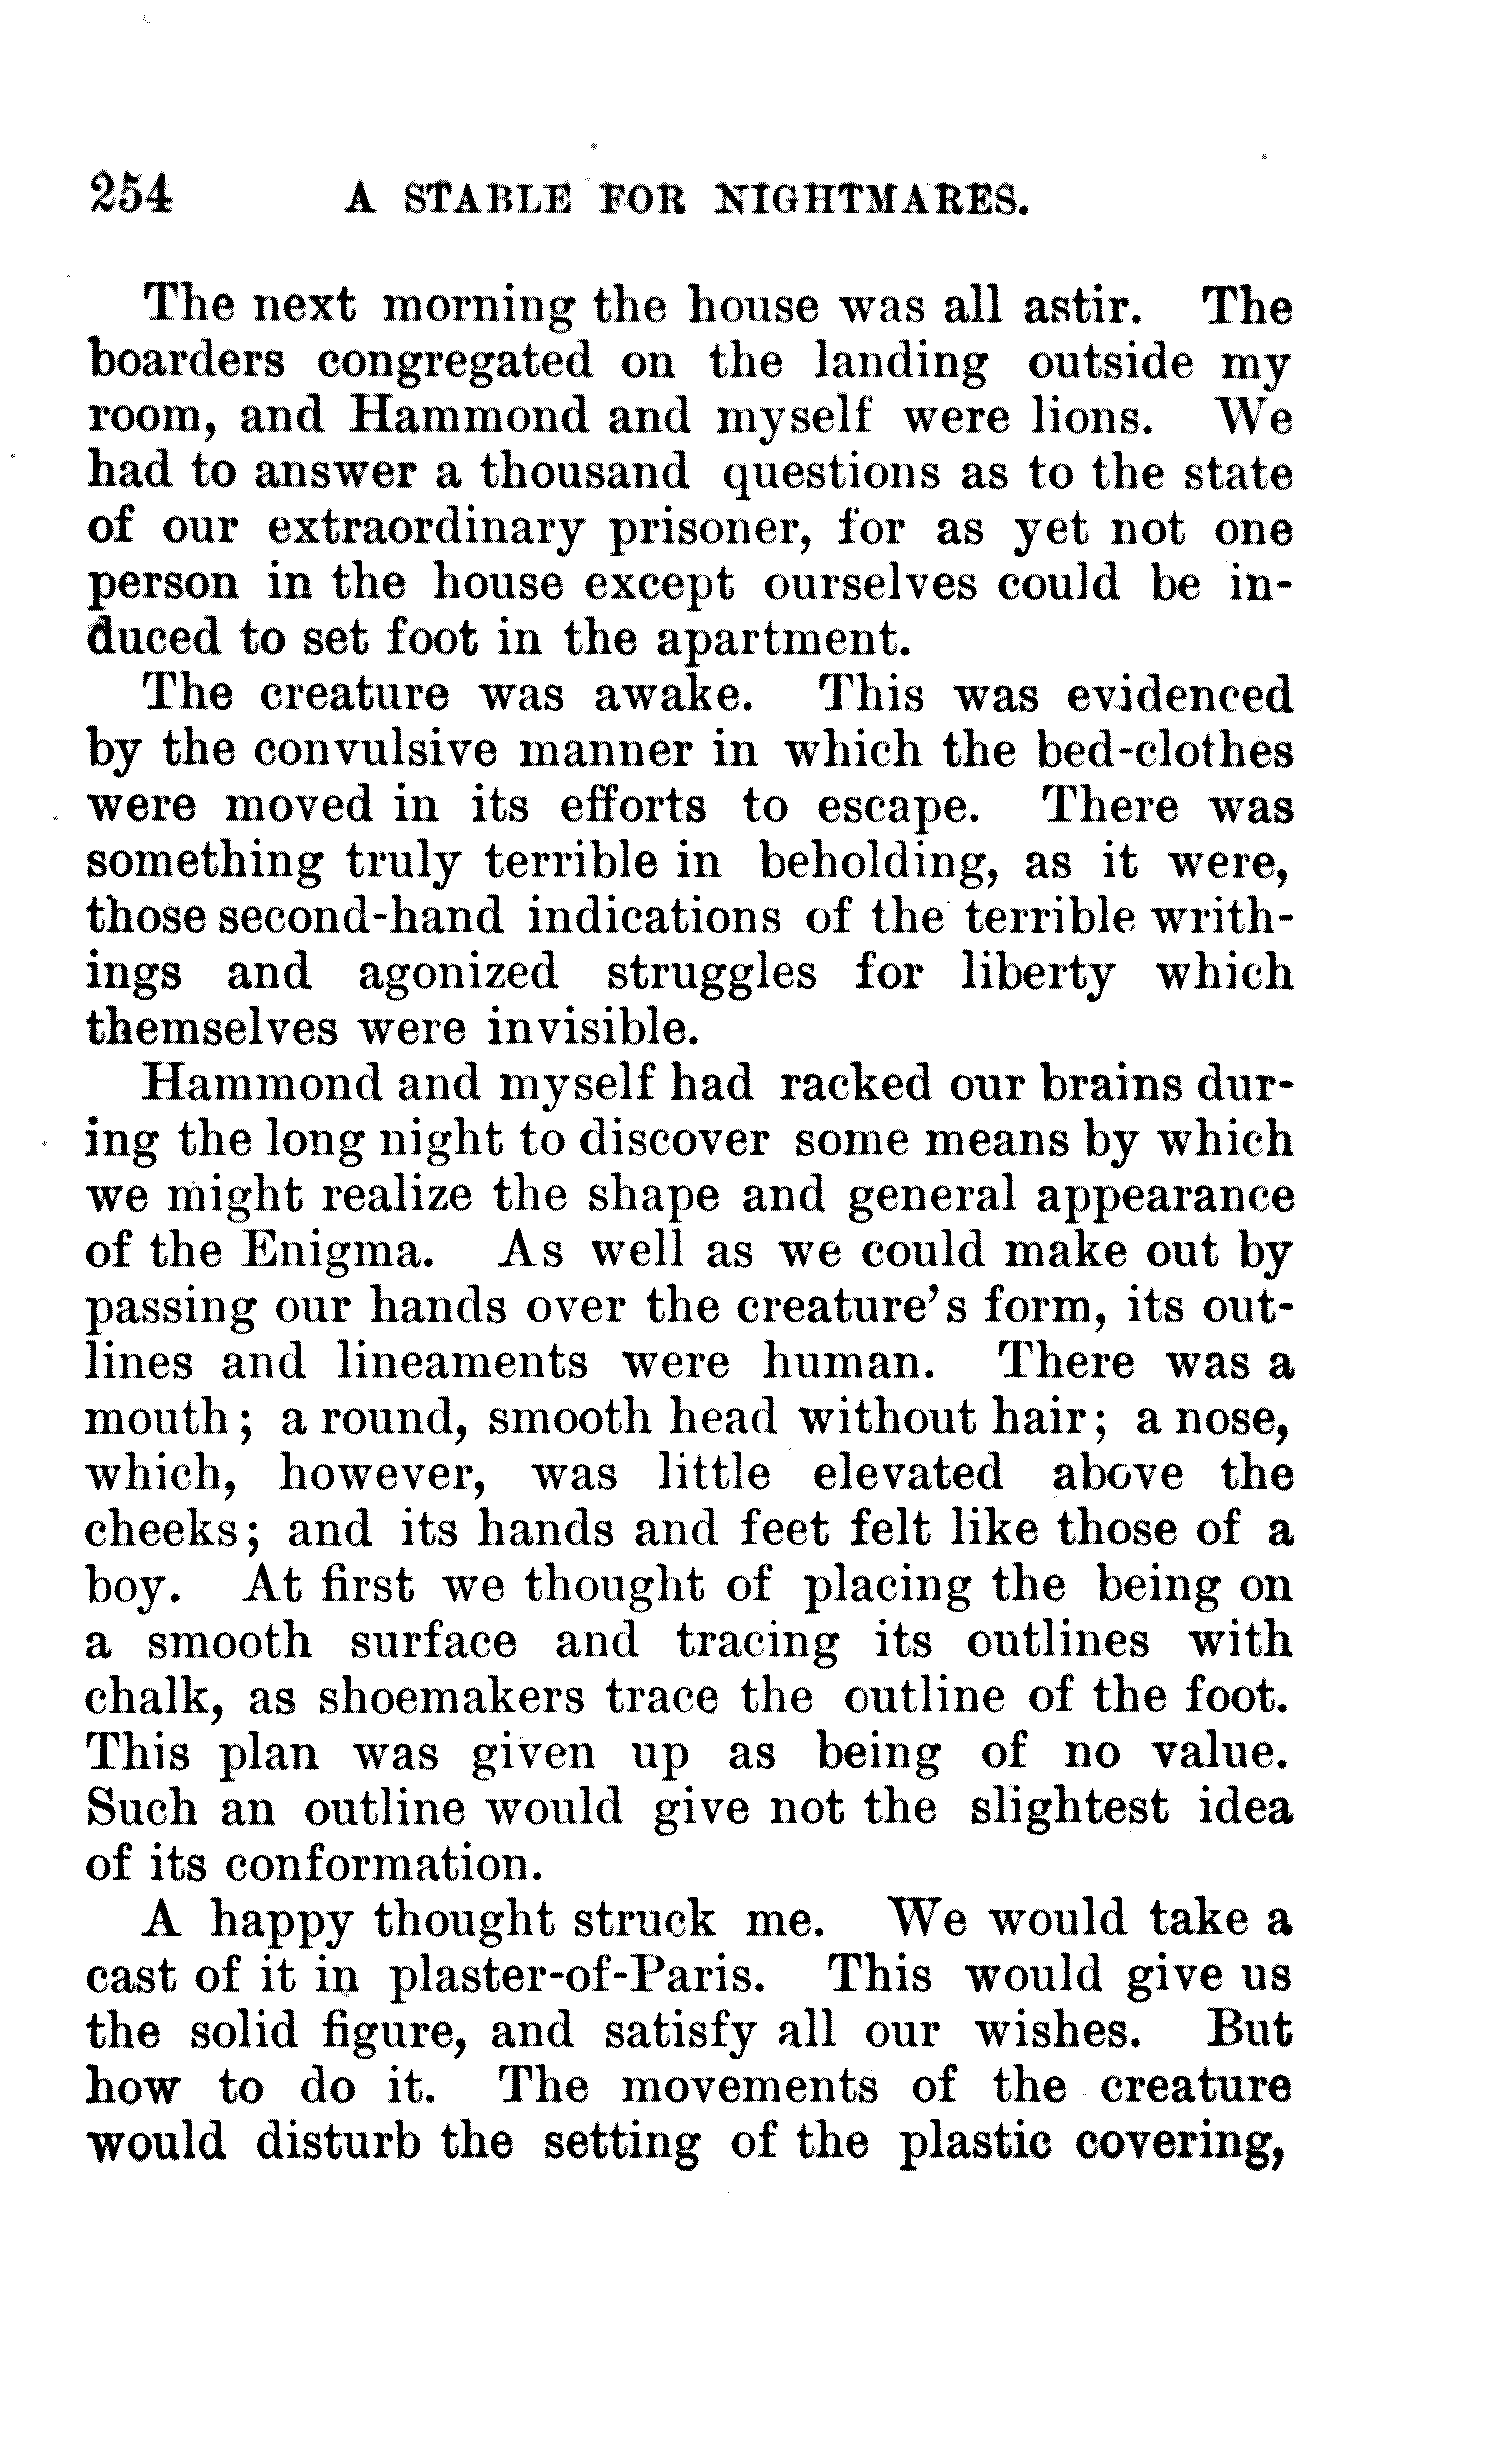 254 A STABLE FOR NIGHTMARES.
The next morning the house was all astir. The
boarders congregated on the landing outside my
room, and Hammond and myself were lions. We
had to answer a thousand questions as to the state
of our extraordinary prisoner, for as yet not one
person in the house except ourselves could be in-
duced to set foot in the apartment.
The creature was awake. This was evidenced
by the convulsive manner in which the bed-clothes
were moved in its efforts to escape. There was
something truly terrible in beholding, as it were,
those second-hand indications of the terrible writh-
ings and agonized struggles for liberty which
themselves were invisible.
Hammond and myself had racked our brains dur-
ing the long night to discover some means by which
we might realize the shape and general appearance
of the Enigma. As well as we could make out by
passing our hands over the creature's form, its out-
lines and lineaments were human. There was a
mouth; a round, smooth head without hair; a nose,
which, however, was little elevated above the
cheeks; and its hands and feet felt like those of a
boy. At first we thought of placing the being on
a smooth surface and tracing its outlines with
chalk, as shoemakers trace the outline of the foot.
This plan was given up as being of no value.
Such an outline would give not the slightest idea
of its conformation.
A happy thought struck me. We would take a
cast of it in plaster-of-Paris. This would give us
the solid figure, and satisfy all our wishes. But
how to do it. The movements of the creature
would disturb the setting of the plastic covering,